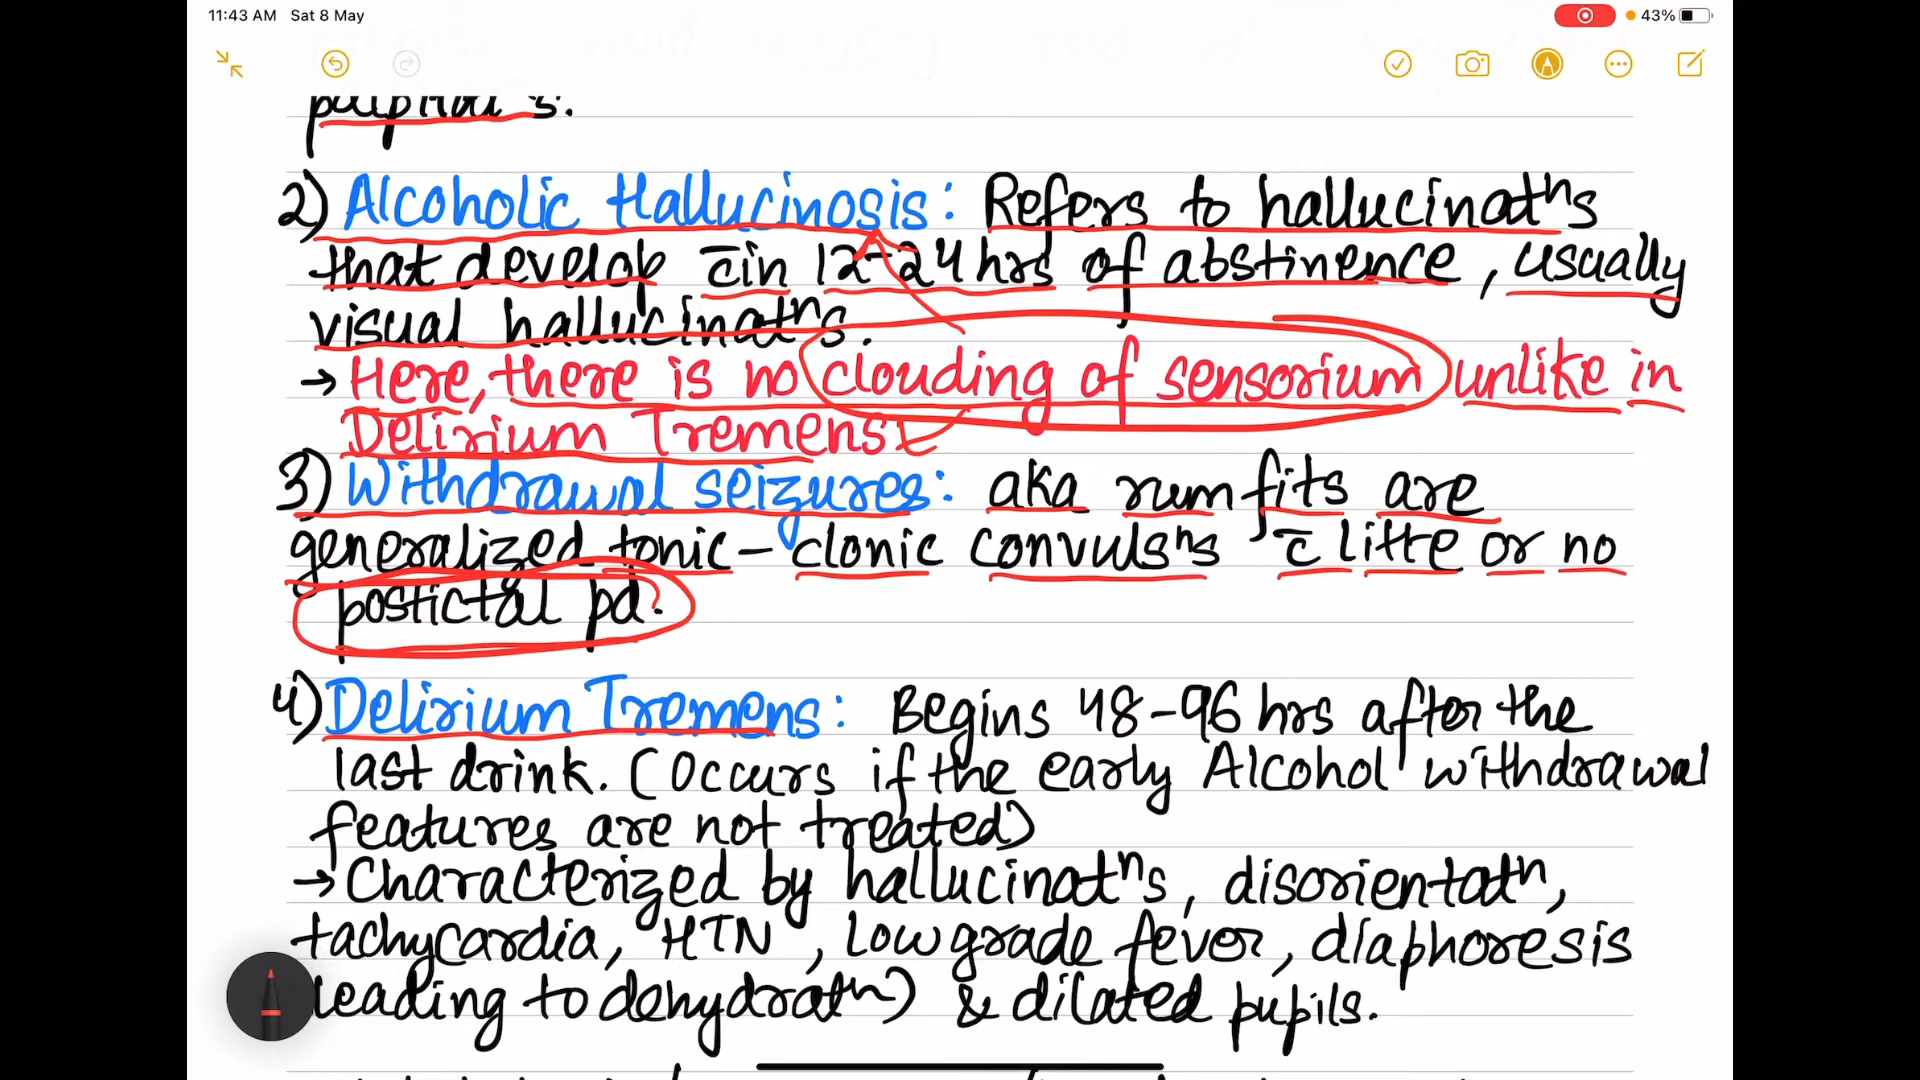 11:43 AM Sat 8 May
43%
2) Alcoholic Hallucinosis: Refers to hallucinatⁿs
that develop c̅in 12-24 hrs of abstinence, usually
visual hallucinatⁿs.
→ Here, there is no clouding of sensorium unlike in
Delirium Tremens.
3) Withdrawal seizures: aka rum fits are
generalized tonic-clonic convulsⁿs c̅ litte or no
postictal pd.
4) Delirium Tremens: Begins 48-96 hrs after the
last drink. (Occurs if the early Alcohol withdrawal
features are not treated)
→ Characterized by hallucinatⁿs, disorientatⁿ,
tachycardia, HTN, low grade fever, diaphoresis
leading to dehydratⁿ) & dilated pupils.